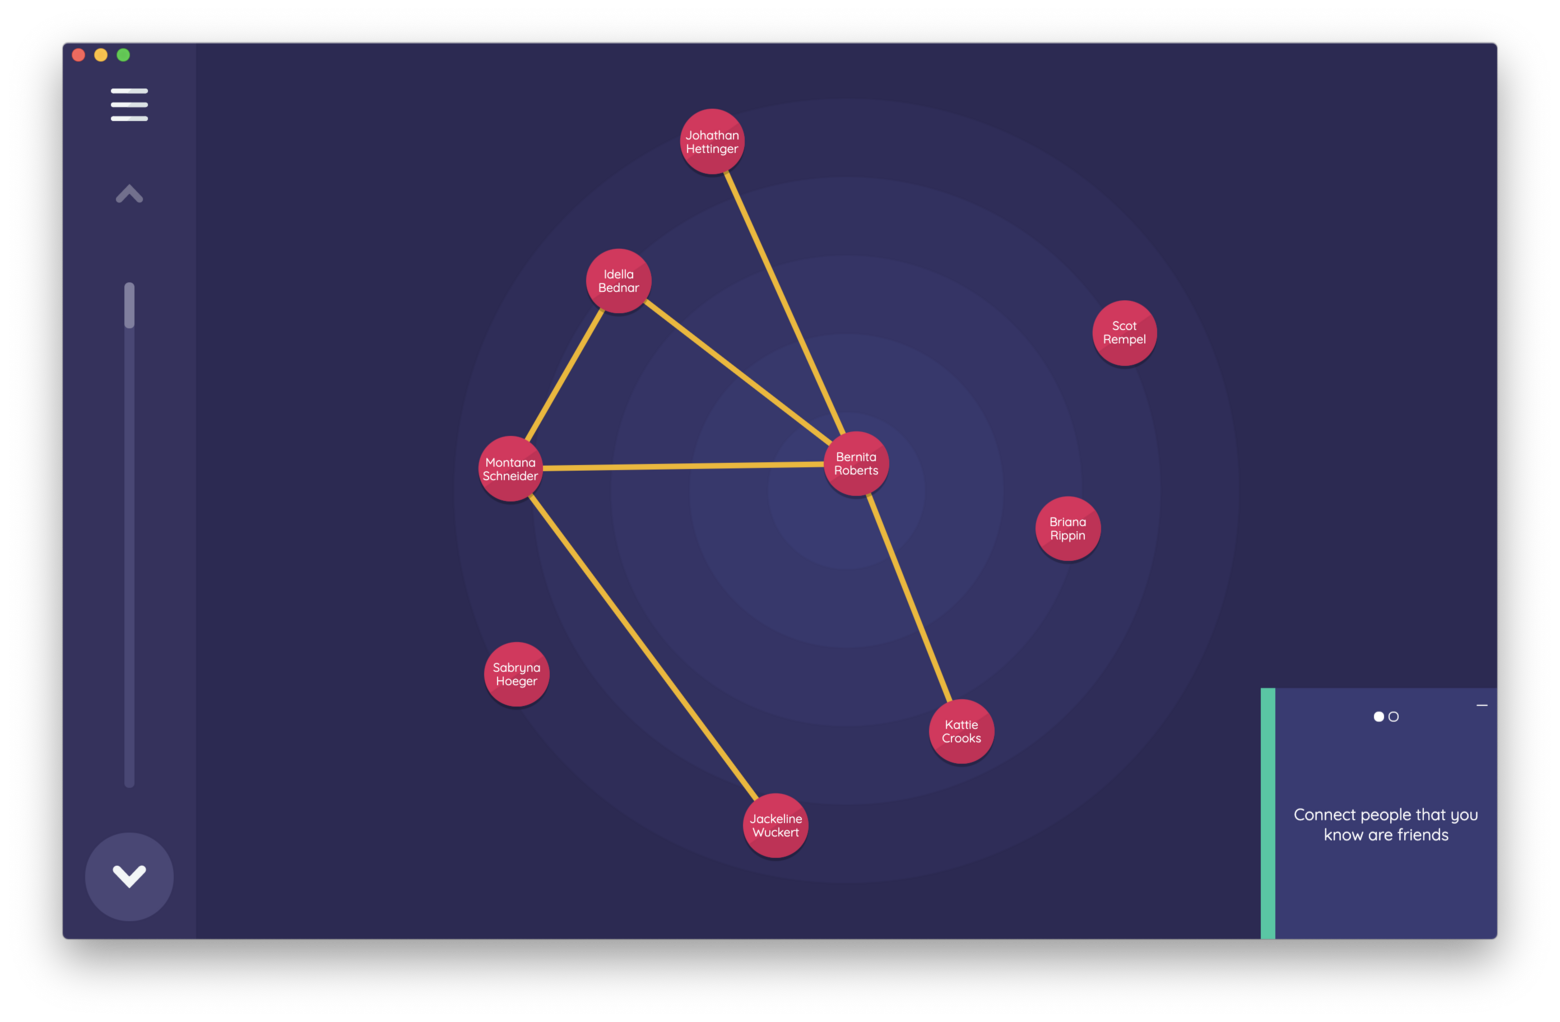 Johathan
Hettinger
Idella
Bednar
Scot
Rempel
Montana
Schneider
Bernita
Roberts
Briana
Rippin
Sabryna
Hoeger
Kattie
Crooks
Jackeline
Wuckert
Connect people that you
know are friends